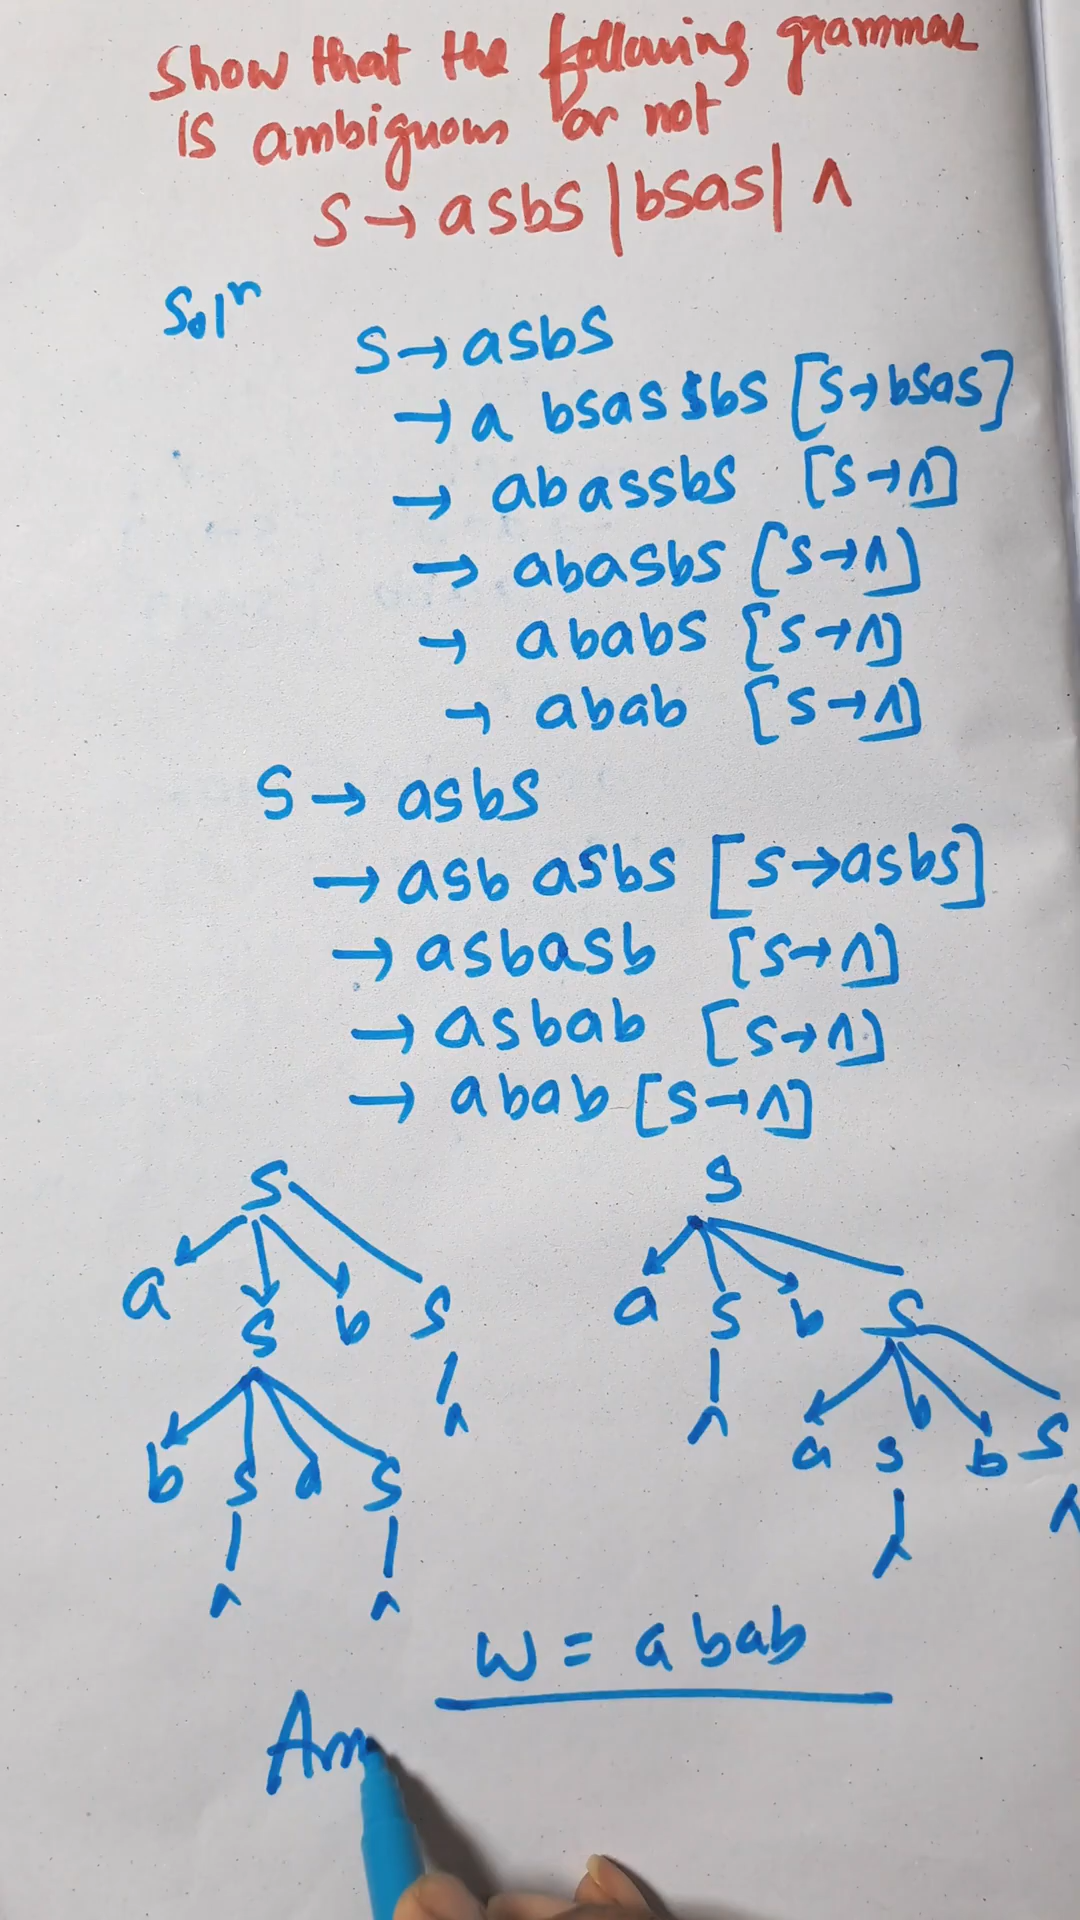 Show that the following grammar
is ambiguous or not
S → asbs | bsas | ∧
Solⁿ
S → asbs
→ a bsas sbs [S→bsas]
→ abassbs [S→∧]
→ abasbs [S→∧]
→ ababs [S→∧]
→ abab [S→∧]
S → asbs
→ asb asbs [S→asbs]
→ asbasb [S→∧]
→ asbab [S→∧]
→ abab [S→∧]
S S
a S b S a S b S
∧ ∧ b
b S a S a S b S
∧ ∧ ∧ ∧
W = abab
Am